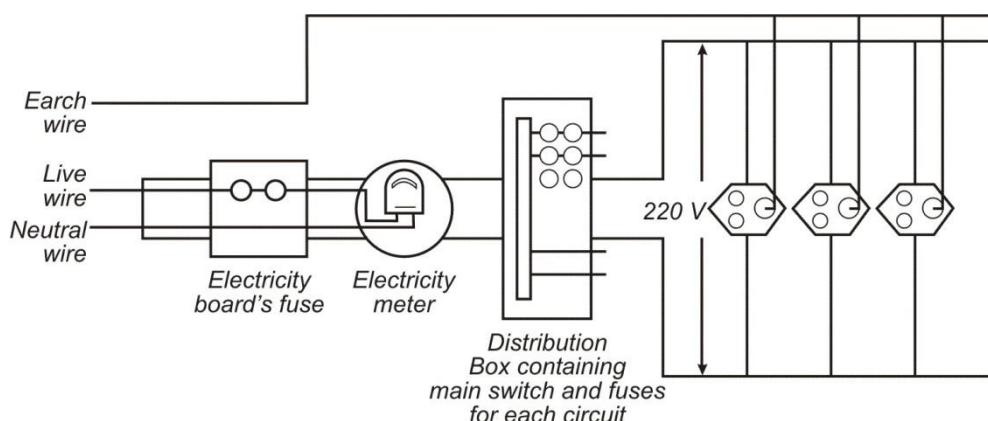 Earch
wire
Live
wire
Neutral
wire
Electricity
board's fuse
Electricity
meter
Distribution
Box containing
main switch and fuses
for each circuit
220 V